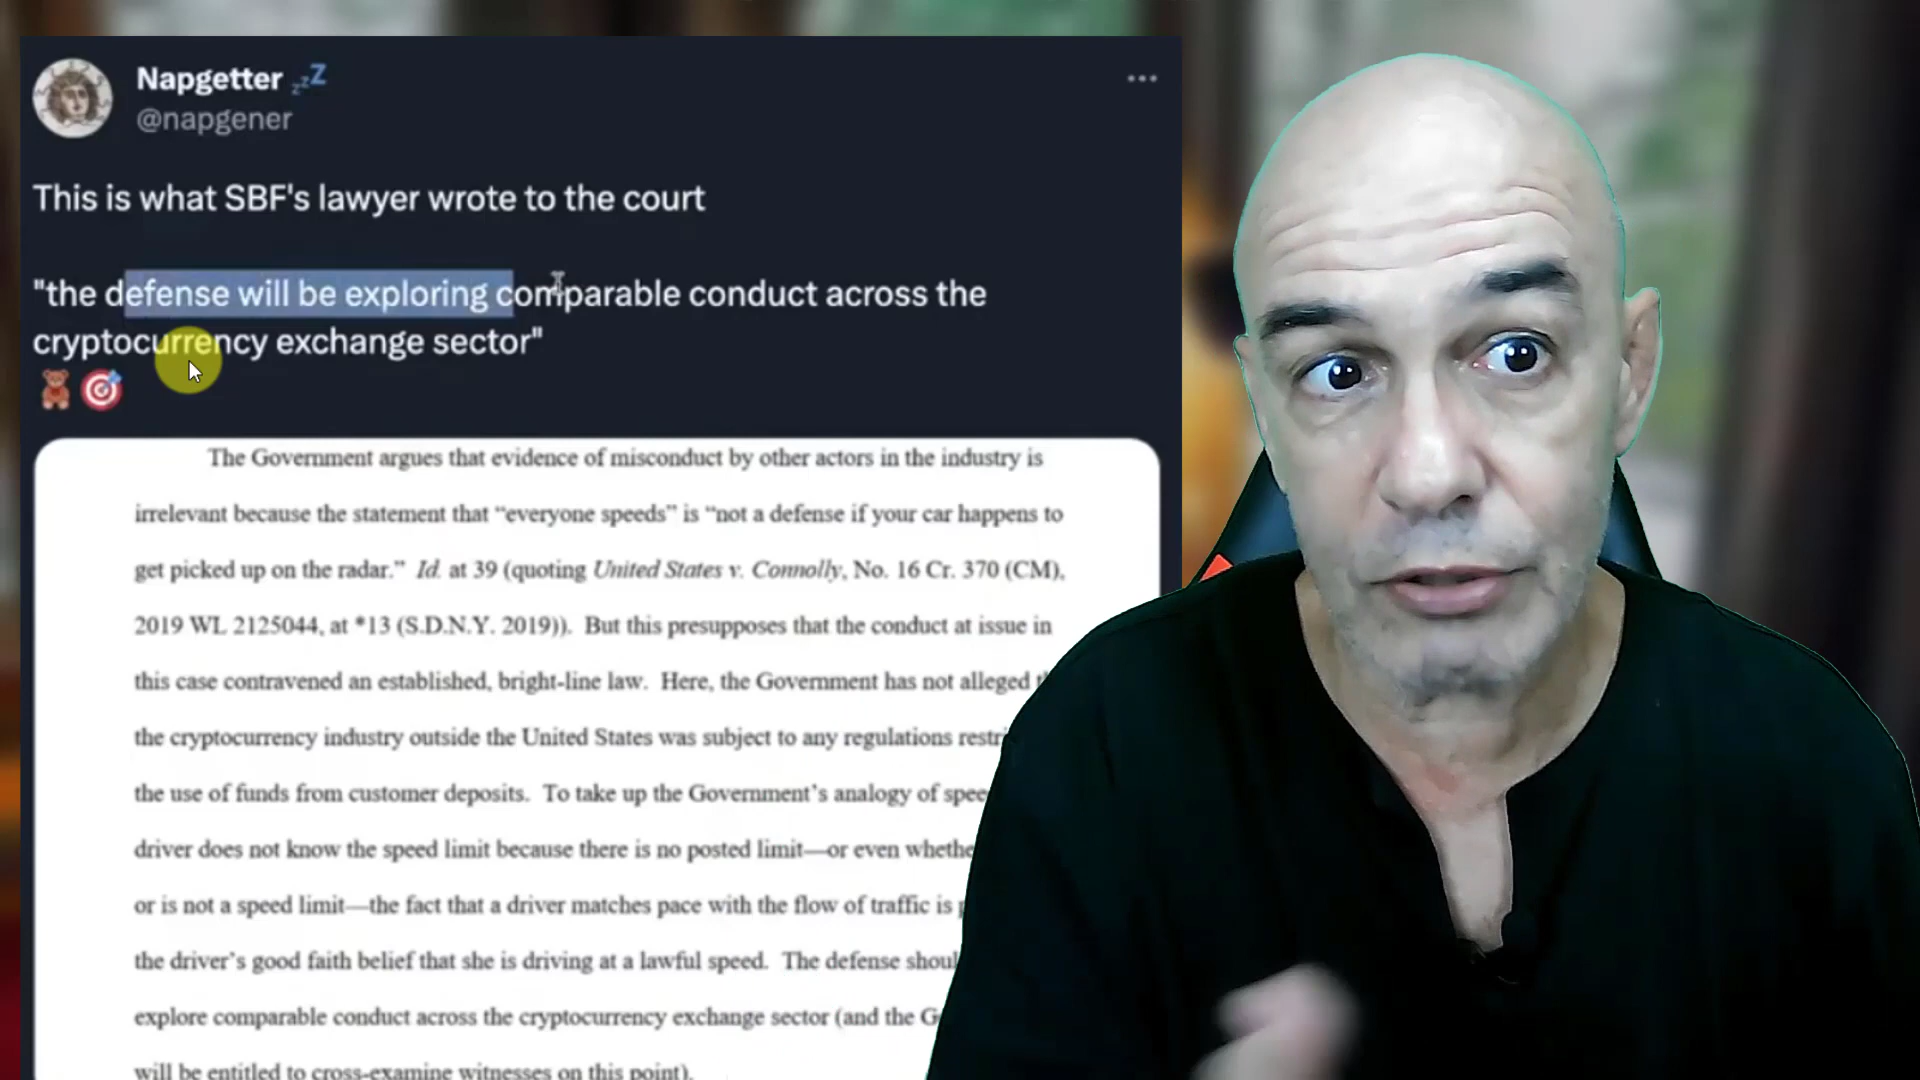 Napgetter zzZ
@napgener
This is what SBF's lawyer wrote to the court
"the defense will be exploring comparable conduct across the
cryptocurrency exchange sector"
The Government argues that evidence of misconduct by other actors in the industry is
irrelevant because the statement that “everyone speeds” is “not a defense if your car happens to
get picked up on the radar.” Id. at 39 (quoting United States v. Connolly, No. 16 Cr. 370 (CM),
2019 WL 2125044, at *13 (S.D.N.Y. 2019)). But this presupposes that the conduct at issue in
this case contravened an established, bright-line law. Here, the Government has not alleged
the cryptocurrency industry outside the United States was subject to any regulations
the use of funds from customer deposits. To take up the Government’s analogy of
driver does not know the speed limit because there is no posted limit—or even
or is not a speed limit—the fact that a driver matches pace with the flow of traffic is
the driver’s good faith belief that she is driving at a lawful speed. The defense
explore comparable conduct across the cryptocurrency exchange sector (and the
will be entitled to cross-examine witnesses on this point).